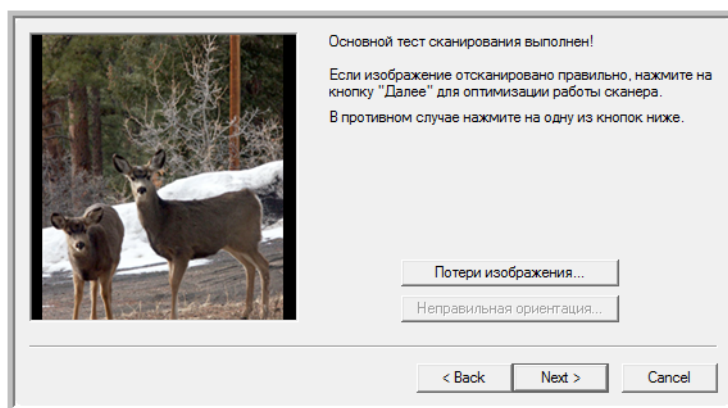 Основной тест сканирования выполнен!
Если изображение отсканировано правильно, нажмите на
кнопку "Далее" для оптимизации работы сканера.
В противном случае нажмите на одну из кнопок ниже.
Потери изображения...
Неправильная ориентация...
< Back
Next >
Cancel